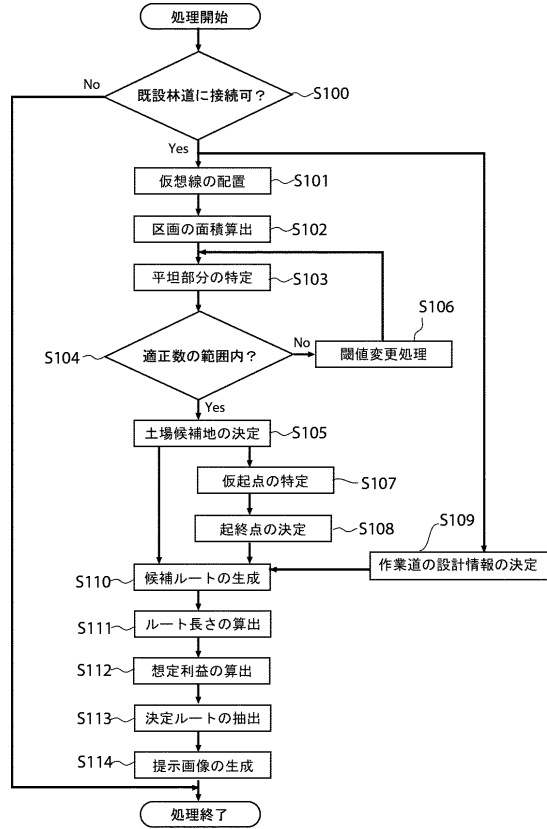 処理開始
No
既設林道に接続可?
S100
Yes
仮想線の配置
S101
区画の面積算出
S102
平坦部分の特定
S103
S106
S104
適正数の範囲内?
No
閾値変更処理
Yes
土場候補地の決定
S105
仮起点の特定
S107
起終点の決定
S108
S109
作業道の設計情報の決定
S110
候補ルートの生成
S111
ルート長さの算出
S112
想定利益の算出
S113
決定ルートの抽出
S114
提示画像の生成
処理終了